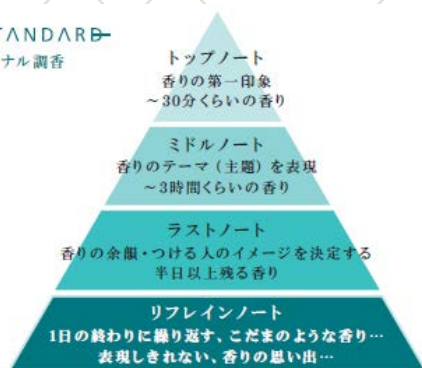 TANDARD
ナル調香
トップノート
香りの第一印象
～30分くらいの香り
ミドルノート
香りのテーマ（主題）を表現
～3時間くらいの香り
ラストノート
香りの余韻・つける人のイメージを決定する
半日以上残る香り
リフレインノート
1日の終わりに繰り返す、こだまのような香り…
表現しきれない、香りの思い出…